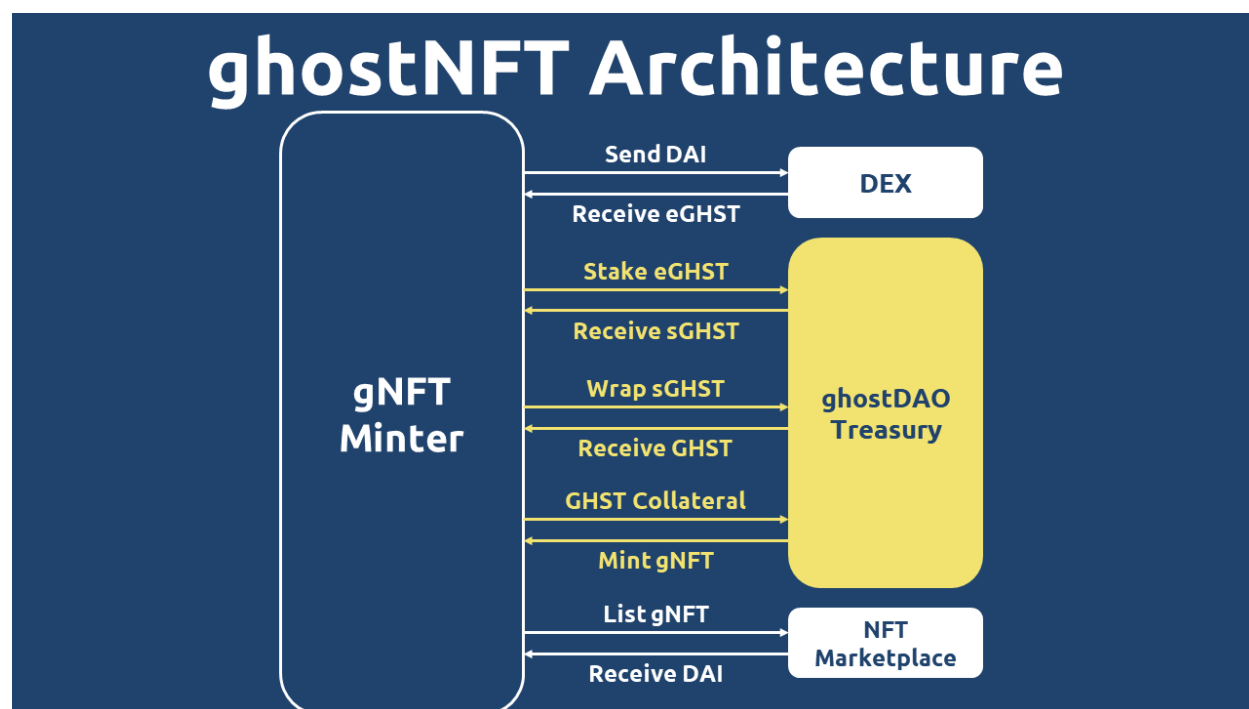 ghostNFT Architecture
Send DAI
DEX
Receive eGHST
Stake eGHST
Receive sGHST
gNFT
Minter
Wrap sGHST
ghostDAO
Treasury
Receive GHST
GHST Collateral
Mint gNFT
List gNFT
NFT
Marketplace
Receive DAI